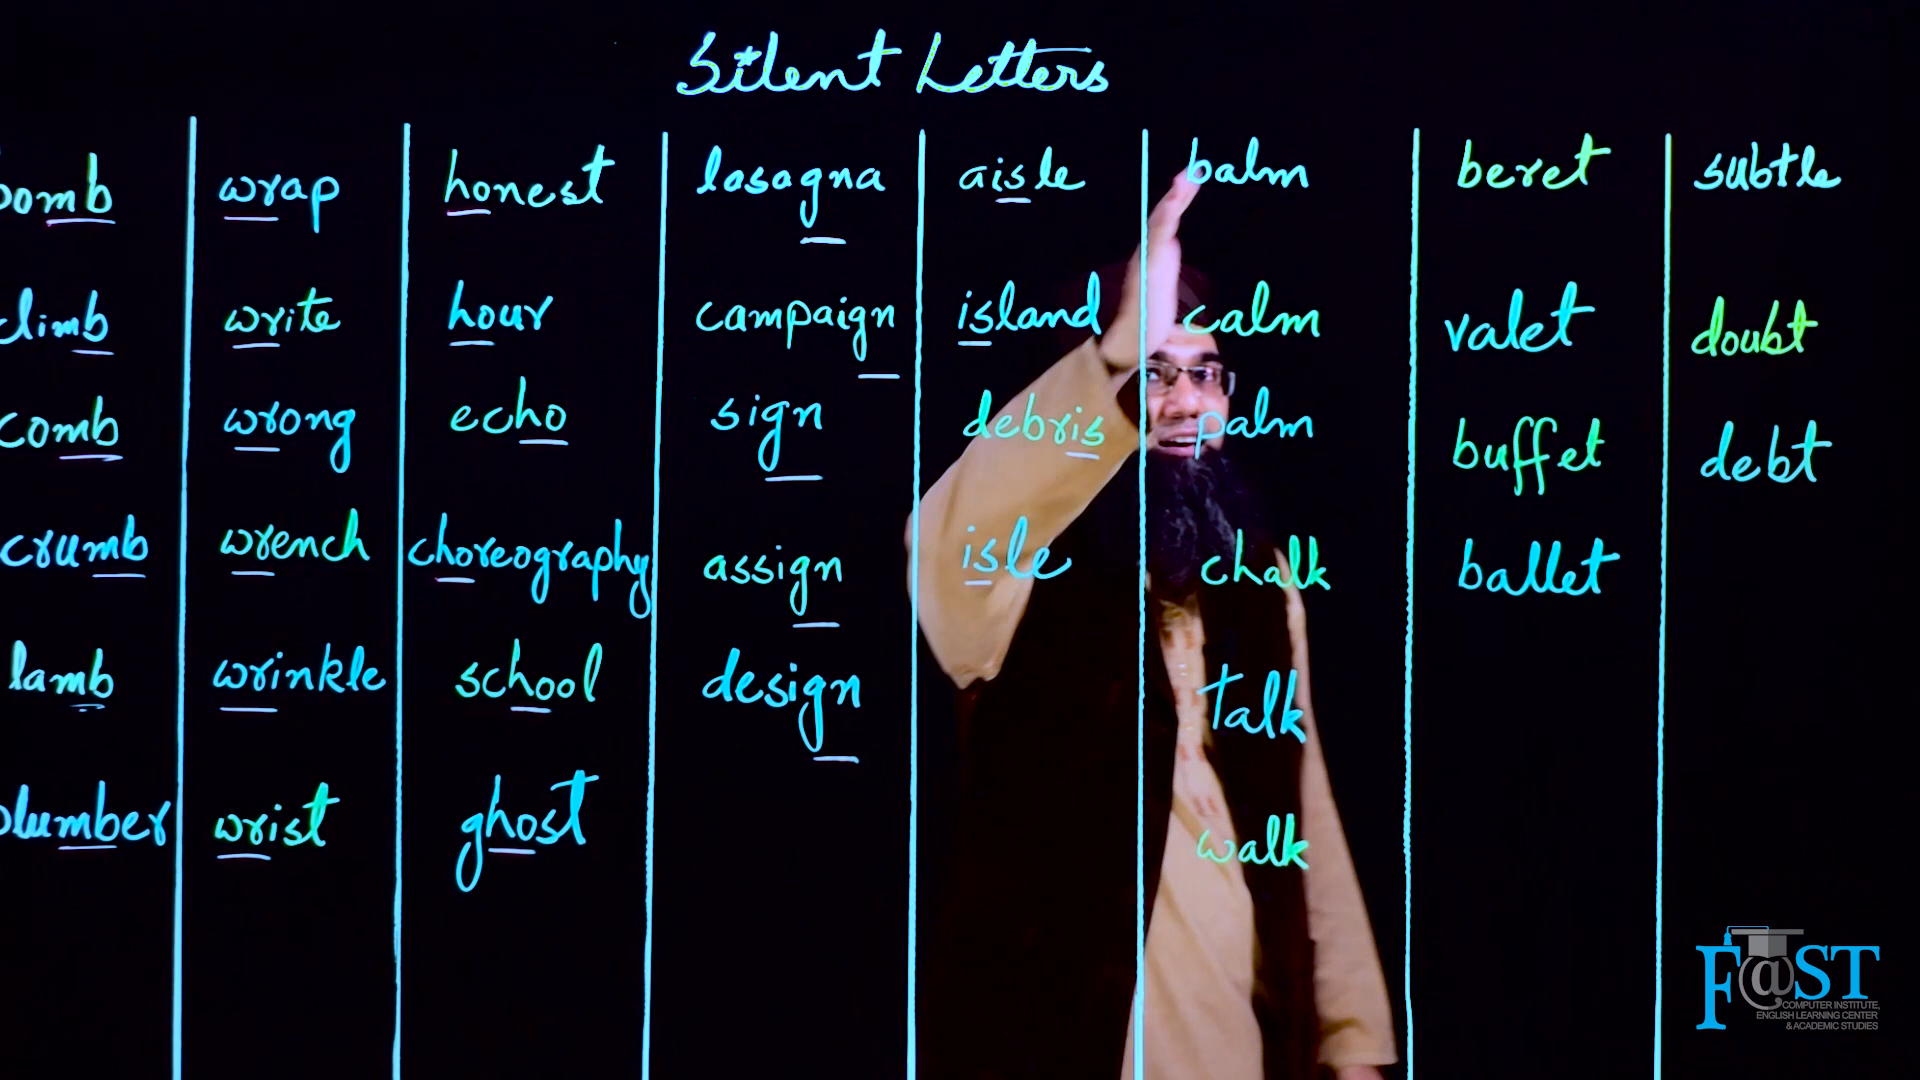 Silent Letters
omb
climb
comb
crumb
lamb
lumber
wrap
write
wrong
wrench
wrinkle
wrist
honest
hour
echo
choreography
school
ghost
lasagna
campaign
sign
assign
design
aisle
island
debris
isle
balm
calm
palm
chalk
talk
walk
beret
valet
buffet
ballet
subtle
doubt
debt
F@ST
COMPUTER INSTITUTE,
ENGLISH LEARNING CENTER
& ACADEMIC STUDIES